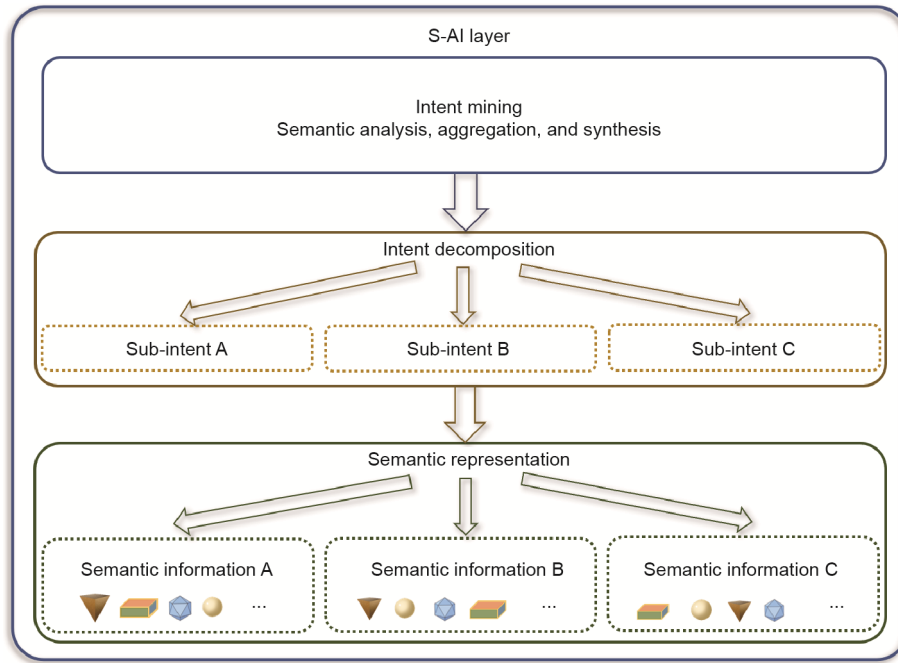 S-AI layer
Intent mining
Semantic analysis, aggregation, and synthesis
Intent decomposition
Sub-intent A
Sub-intent B
Sub-intent C
Semantic representation
Semantic information A
Semantic information B
Semantic information C
...
...
...